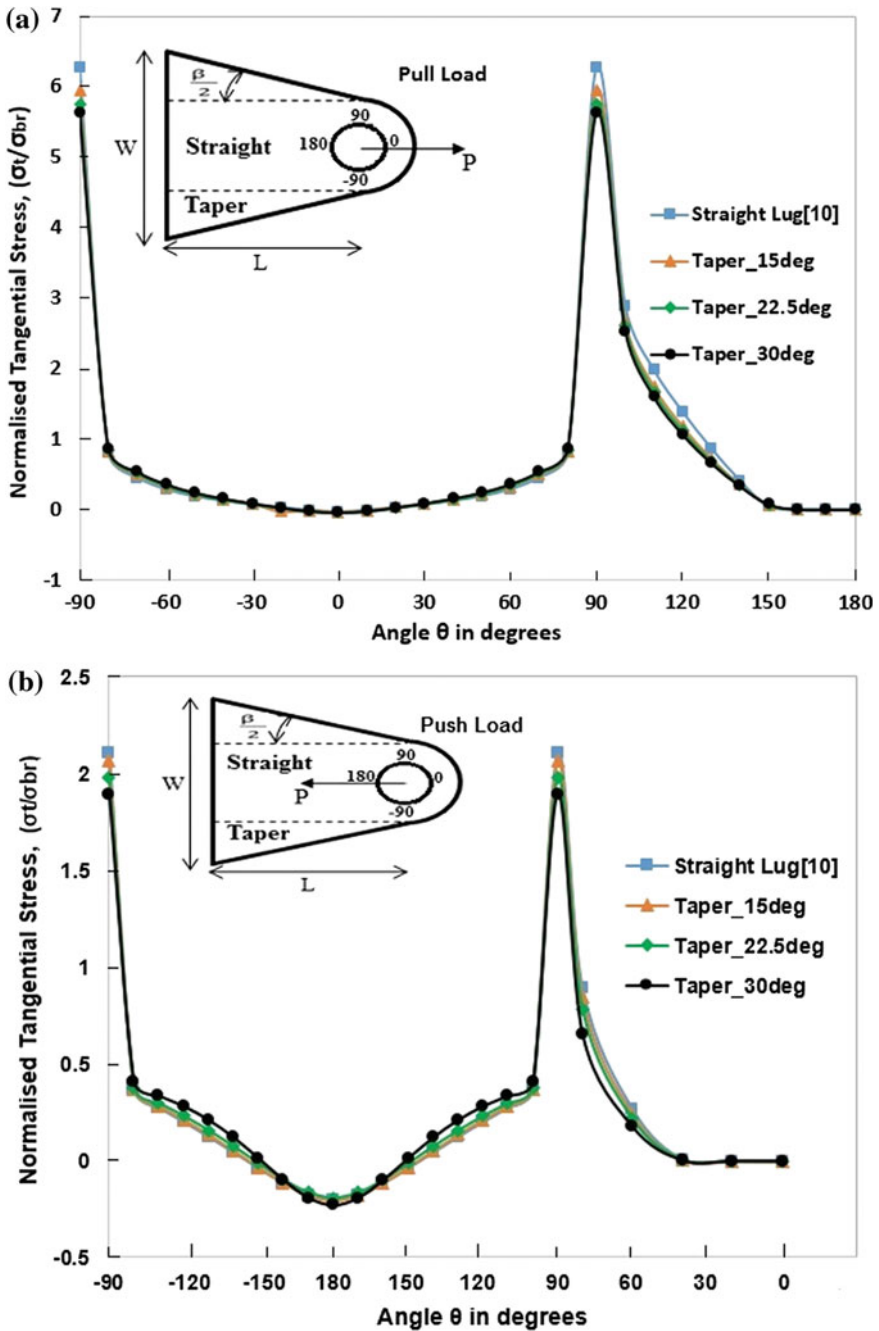 (a)
Normalised Tangential Stress, (σt/σbr)
7
6
5
4
3
2
1
0
-1
-90
-60
-30
0
30
60
90
120
150
180
Angle θ in degrees
Pull Load
β/2
W
Straight
Taper
L
90
180
0
-90
P
Straight Lug[10]
Taper_15deg
Taper_22.5deg
Taper_30deg
(b)
Normalised Tangential Stress, (σt/σbr)
2.5
2
1.5
1
0.5
0
-0.5
-90
-120
-150
180
150
120
90
60
30
0
Angle θ in degrees
Push Load
β/2
W
Straight
Taper
L
90
180
0
-90
P
Straight Lug[10]
Taper_15deg
Taper_22.5deg
Taper_30deg